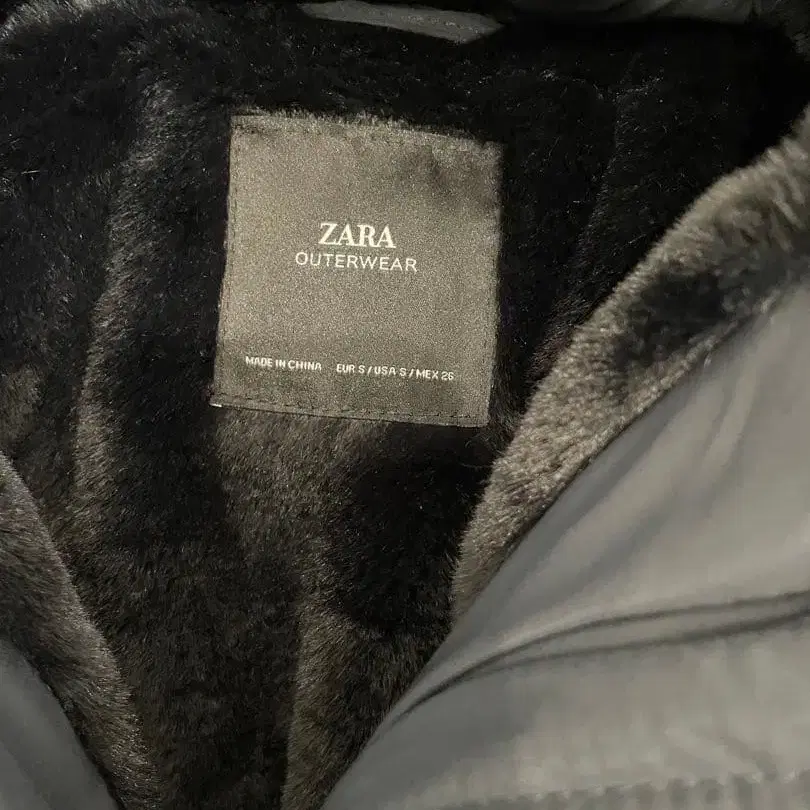 ZARA
OUTERWEAR
MADE IN CHINA EUR S / USA S / MEX 26